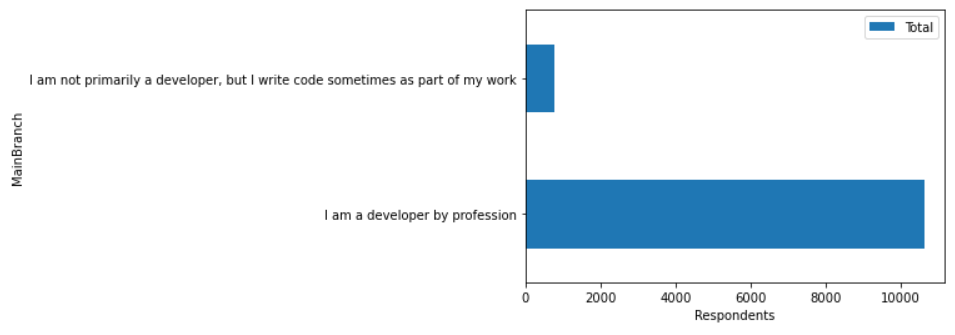 Total
I am not primarily a developer, but I write code sometimes as part of my work
MainBranch
I am a developer by profession
0 2000 4000 6000 8000 10000
Respondents